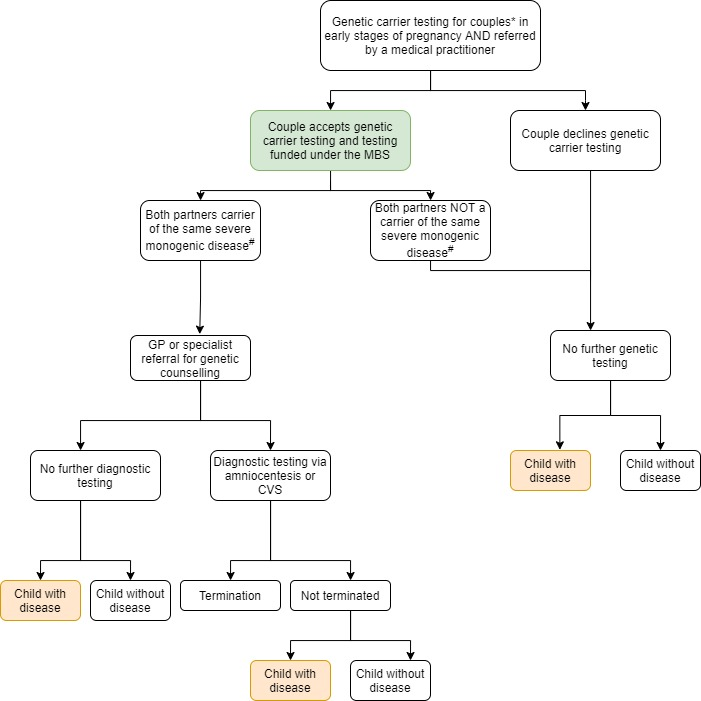 Genetic carrier testing for couples* in
early stages of pregnancy AND referred
by a medical practitioner
Couple accepts genetic
carrier testing and testing
funded under the MBS
Couple declines genetic
carrier testing
Both partners carrier
of the same severe
monogenic disease#
Both partners NOT a
carrier of the same
severe monogenic
disease#
GP or specialist
referral for genetic
counselling
No further genetic
testing
No further diagnostic
testing
Diagnostic testing via
amniocentesis or
CVS
Child with
disease
Child without
disease
Child with
disease
Child without
disease
Termination
Not terminated
Child with
disease
Child without
disease